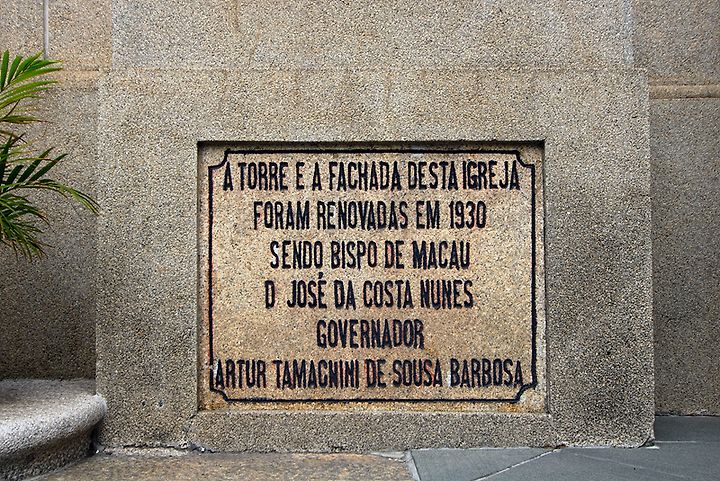 A TORRE E A FACHADA DESTA IGREJA
FORAM RENOVADAS EM 1930
SENDO BISPO DE MACAU
D JOSÉ DA COSTA NUNES
GOVERNADOR
ARTUR TAMAGNINI DE SOUSA BARBOSA